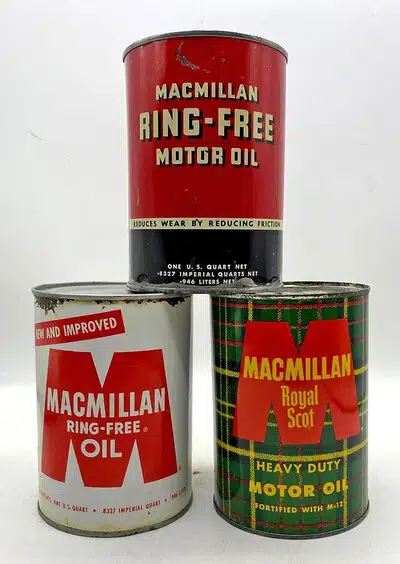 MACMILLAN
RING-FREE
MOTOR OIL
REDUCES WEAR BY REDUCING FRICTION
ONE U. S. QUART NET
.8327 IMPERIAL QUARTS NET
.946 LITERS NET
NEW AND IMPROVED
MACMILLAN
RING-FREE®
OIL
ONE U S QUART • .8327 IMPERIAL QUART •
MACMILLAN
Royal
Scot
HEAVY DUTY
MOTOR OIL
FORTIFIED WITH M-12